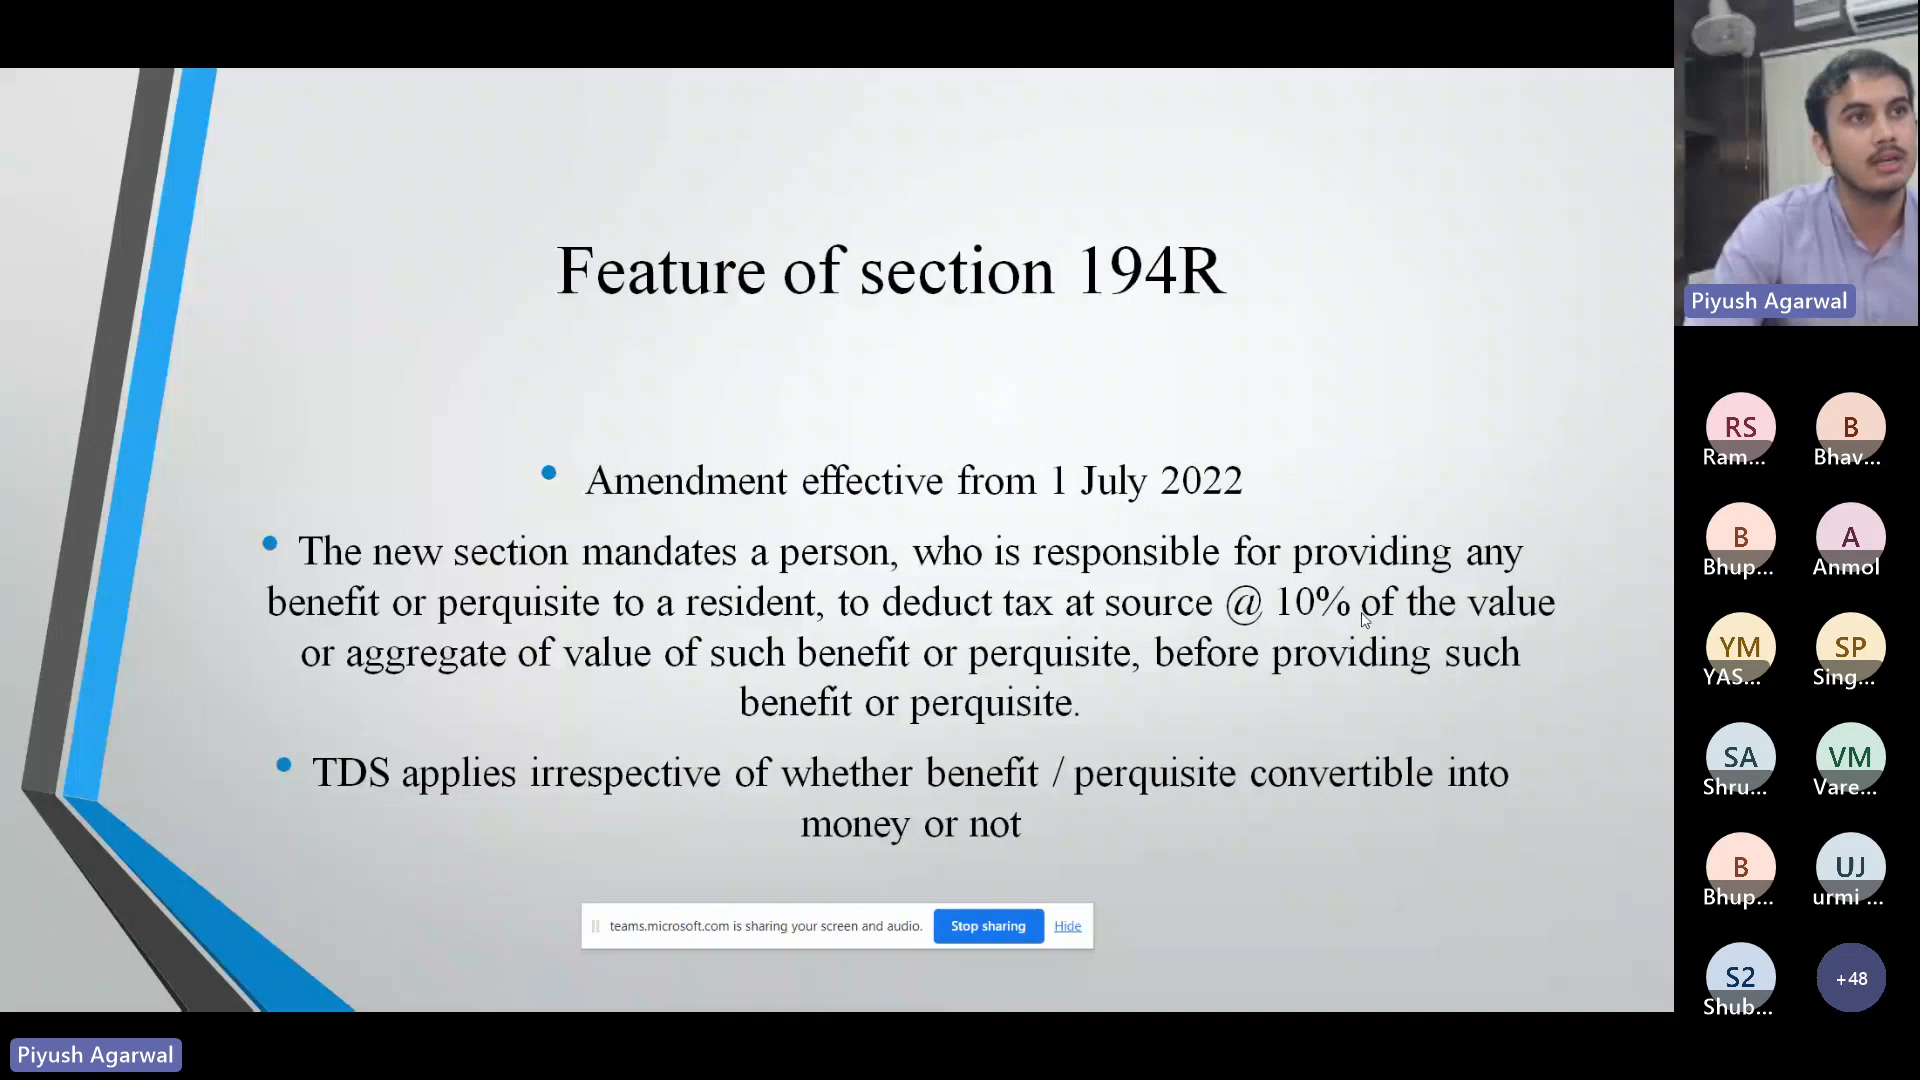 Feature of section 194R
Amendment effective from 1 July 2022
The new section mandates a person, who is responsible for providing any
benefit or perquisite to a resident, to deduct tax at source @ 10% of the value
or aggregate of value of such benefit or perquisite, before providing such
benefit or perquisite.
TDS applies irrespective of whether benefit / perquisite convertible into
money or not
teams.microsoft.com is sharing your screen and audio. Stop sharing Hide
Piyush Agarwal
Piyush Agarwal
RS B
Ram... Bhav...
B A
Bhup... Anmol
YM SP
YAS... Sing...
SA VM
Shru... Vare...
B UJ
Bhup... urmi ...
S2 +48
Shub...